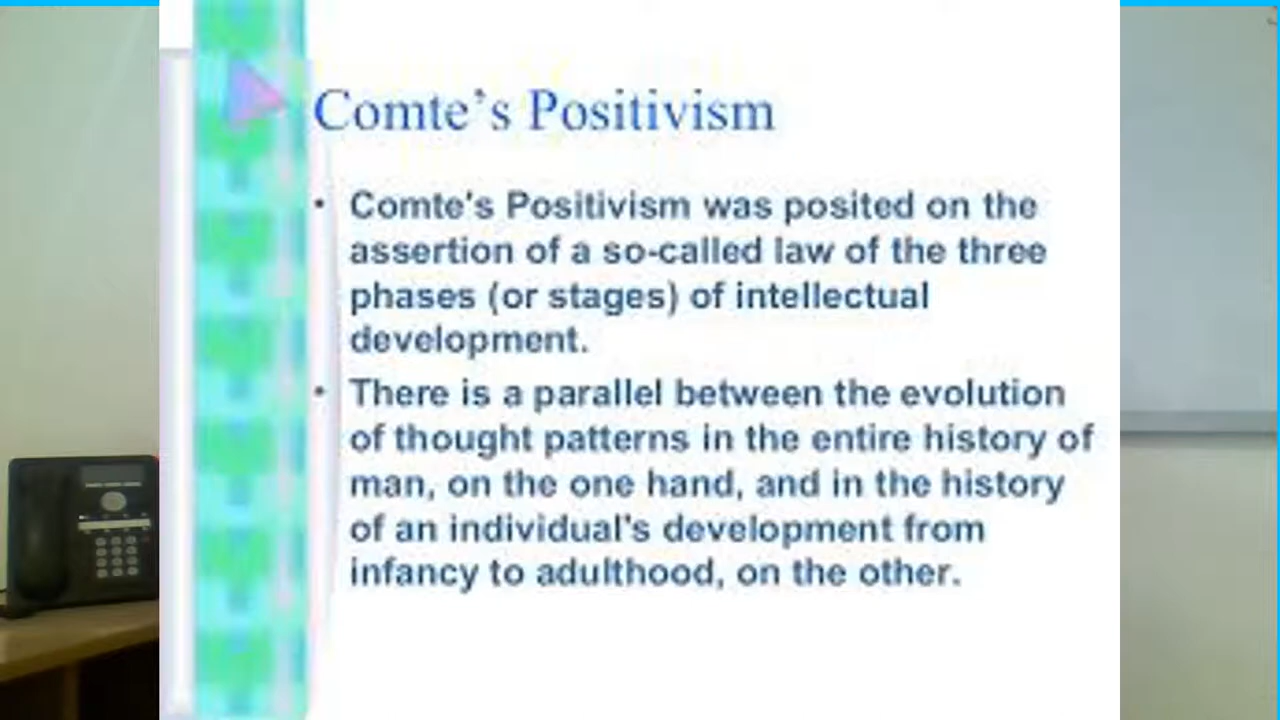 Comte's Positivism
• Comte's Positivism was posited on the
assertion of a so-called law of the three
phases (or stages) of intellectual
development.
• There is a parallel between the evolution
of thought patterns in the entire history of
man, on the one hand, and in the history
of an individual's development from
infancy to adulthood, on the other.